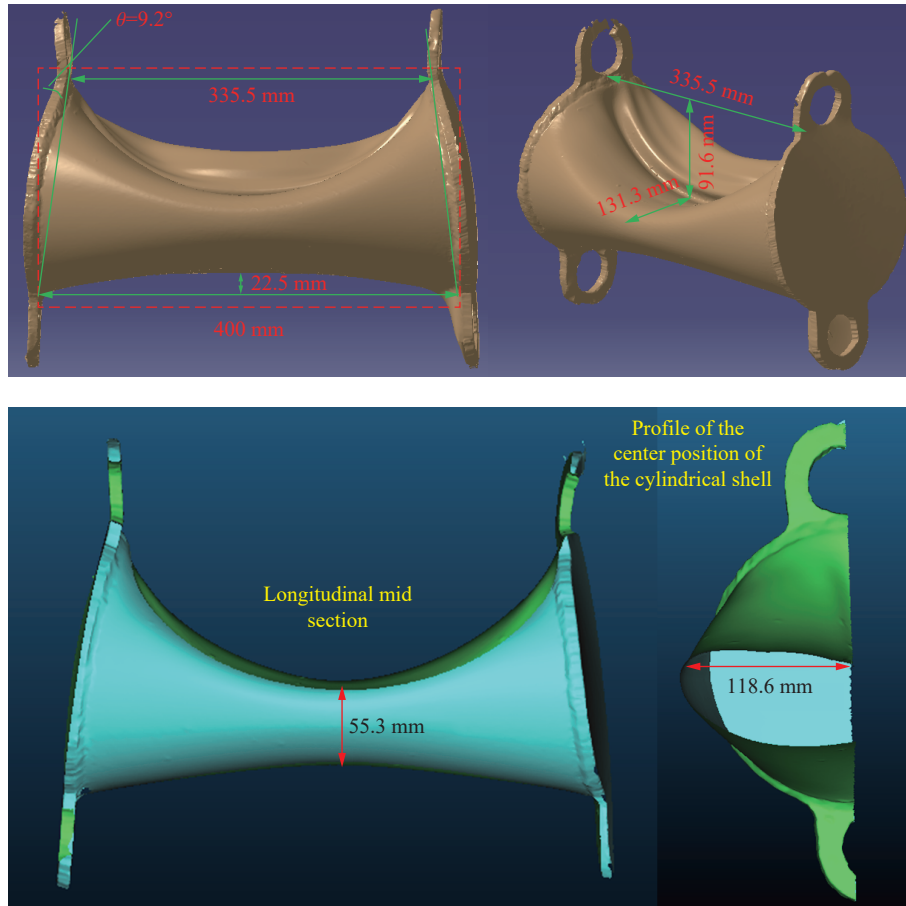 θ=9.2°
335.5 mm
22.5 mm
400 mm
335.5 mm
91.6 mm
131.3 mm
Longitudinal mid
section
55.3 mm
Profile of the
center position of
the cylindrical shell
118.6 mm